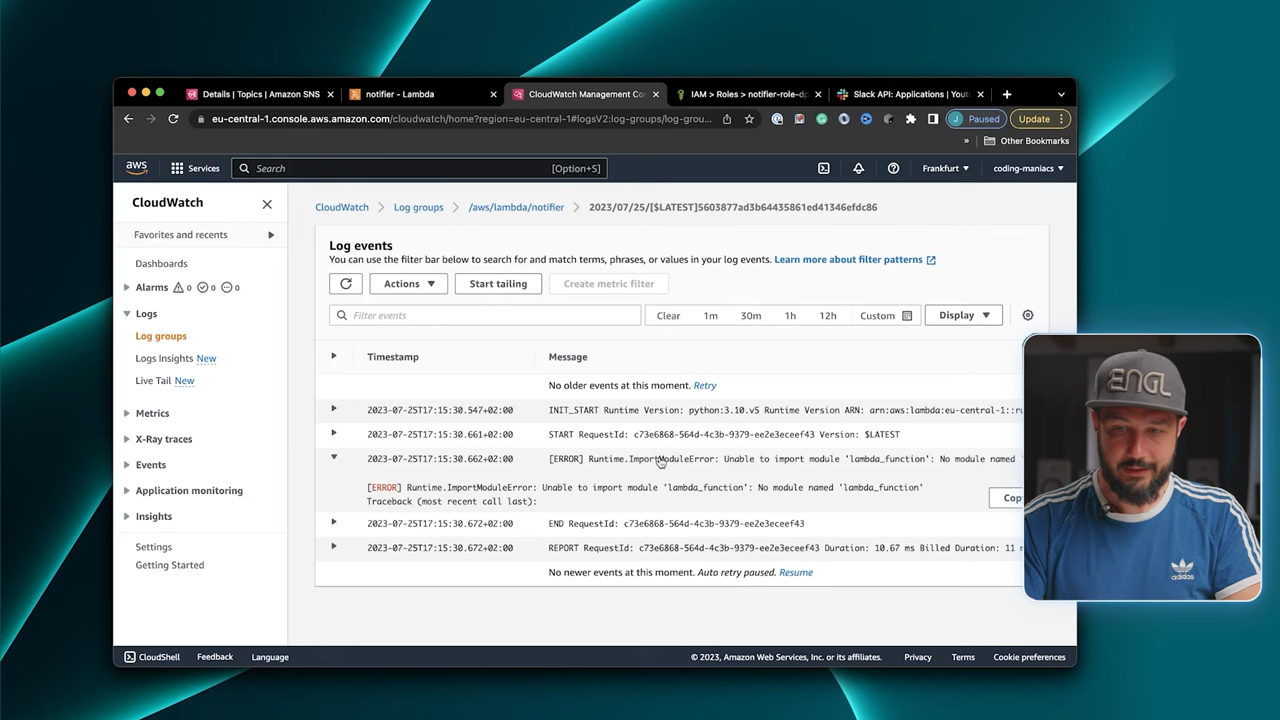 Details | Topics | Amazon SNS
notifier - Lambda
CloudWatch Management Co
IAM > Roles > notifier-role-dp
Slack API: Applications | Yout
eu-central-1.console.aws.amazon.com/cloudwatch/home?region=eu-central-1#logsV2:log-groups/log-grou...
J Paused
Update
» Other Bookmarks
aws
Services
Search
[Option+S]
Frankfurt
coding-maniacs
CloudWatch
Favorites and recents
Dashboards
Alarms 0 0 0
Logs
Log groups
Logs Insights New
Live Tail New
Metrics
X-Ray traces
Events
Application monitoring
Insights
Settings
Getting Started
CloudWatch > Log groups > /aws/lambda/notifier > 2023/07/25/[$LATEST]5603877ad3b64435861ed41346efdc86
Log events
You can use the filter bar below to search for and match terms, phrases, or values in your log events. Learn more about filter patterns
Actions
Start tailing
Create metric filter
Filter events
Clear 1m 30m 1h 12h Custom
Display
Timestamp Message
No older events at this moment. Retry
2023-07-25T17:15:30.547+02:00 INIT_START Runtime Version: python:3.10.v5 Runtime Version ARN: arn:aws:lambda:eu-central-1::ru
2023-07-25T17:15:30.661+02:00 START RequestId: c73e6868-564d-4c3b-9379-ee2e3eceef43 Version: $LATEST
2023-07-25T17:15:30.662+02:00 [ERROR] Runtime.ImportModuleError: Unable to import module 'lambda_function': No module named '
[ERROR] Runtime.ImportModuleError: Unable to import module 'lambda_function': No module named 'lambda_function'
Traceback (most recent call last):
Cop
2023-07-25T17:15:30.672+02:00 END RequestId: c73e6868-564d-4c3b-9379-ee2e3eceef43
2023-07-25T17:15:30.672+02:00 REPORT RequestId: c73e6868-564d-4c3b-9379-ee2e3eceef43 Duration: 10.67 ms Billed Duration: 11 m
No newer events at this moment. Auto retry paused. Resume
ENGL
adidas
CloudShell
Feedback
Language
© 2023, Amazon Web Services, Inc. or its affiliates.
Privacy
Terms
Cookie preferences